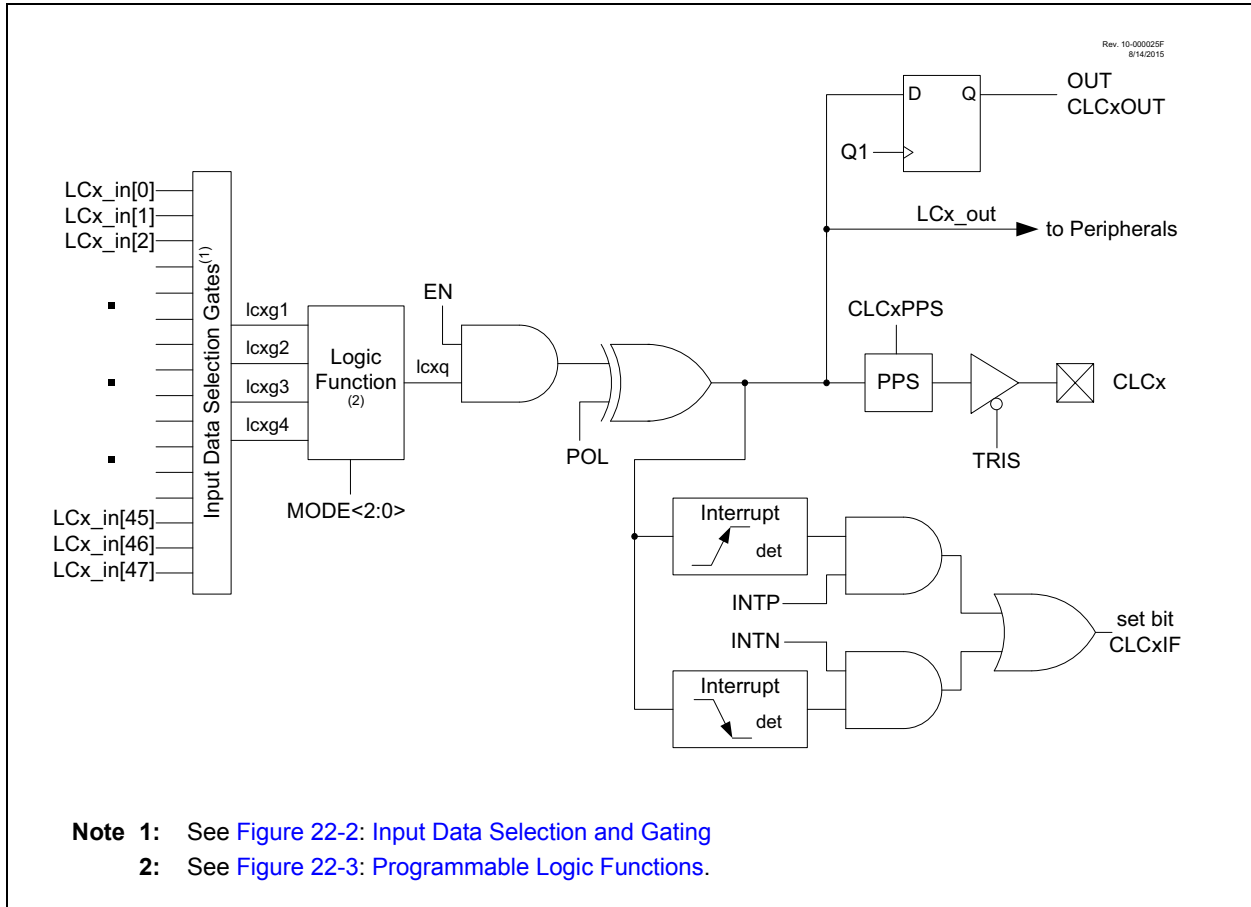 Rev. 10-000025F
8/14/2015
OUT
CLCxOUT
D
Q
Q1
LCx_out
to Peripherals
LCx_in[0]
LCx_in[1]
LCx_in[2]
LCx_in[45]
LCx_in[46]
LCx_in[47]
Input Data Selection Gates(1)
lcxg1
lcxg2
lcxg3
lcxg4
Logic
Function
(2)
MODE<2:0>
lcxq
EN
POL
CLCxPPS
PPS
TRIS
CLCx
Interrupt
det
INTP
INTN
Interrupt
det
set bit
CLCxIF
Note 1: See Figure 22-2: Input Data Selection and Gating
2: See Figure 22-3: Programmable Logic Functions.